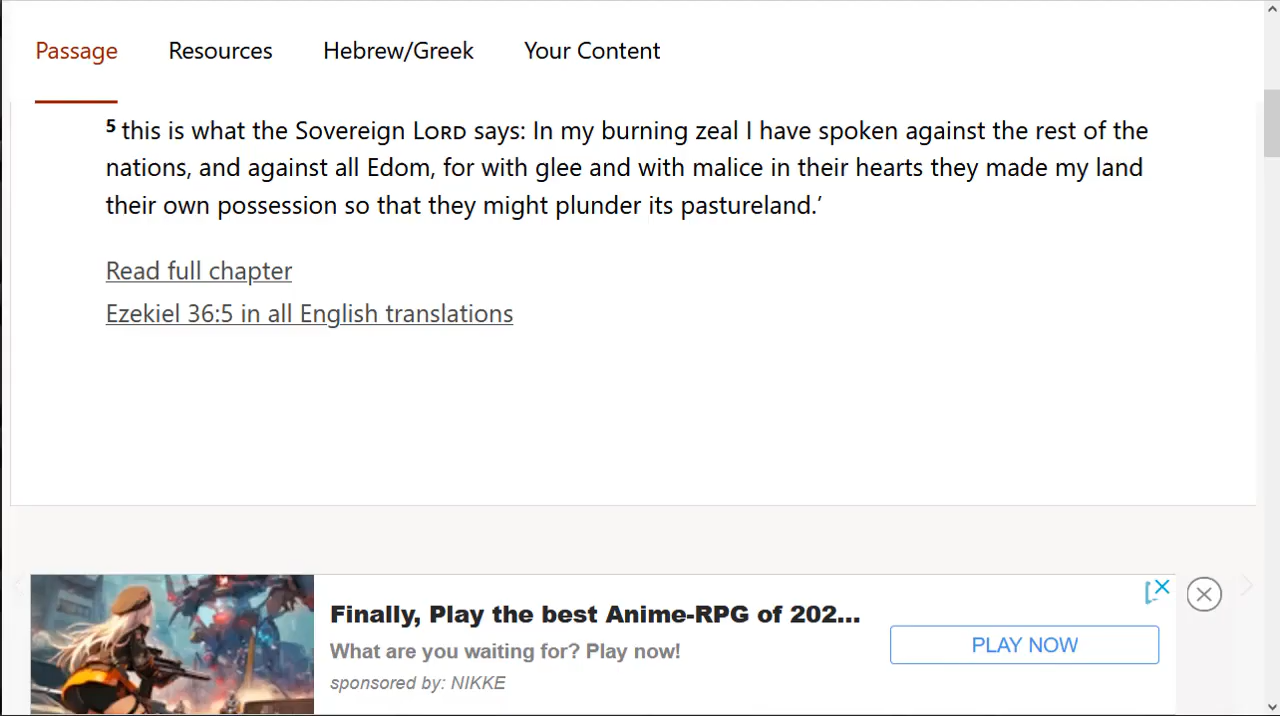 Passage Resources Hebrew/Greek Your Content
5 this is what the Sovereign LORD says: In my burning zeal I have spoken against the rest of the
nations, and against all Edom, for with glee and with malice in their hearts they made my land
their own possession so that they might plunder its pastureland.’
Read full chapter
Ezekiel 36:5 in all English translations
Finally, Play the best Anime-RPG of 202...
What are you waiting for? Play now!
sponsored by: NIKKE
PLAY NOW